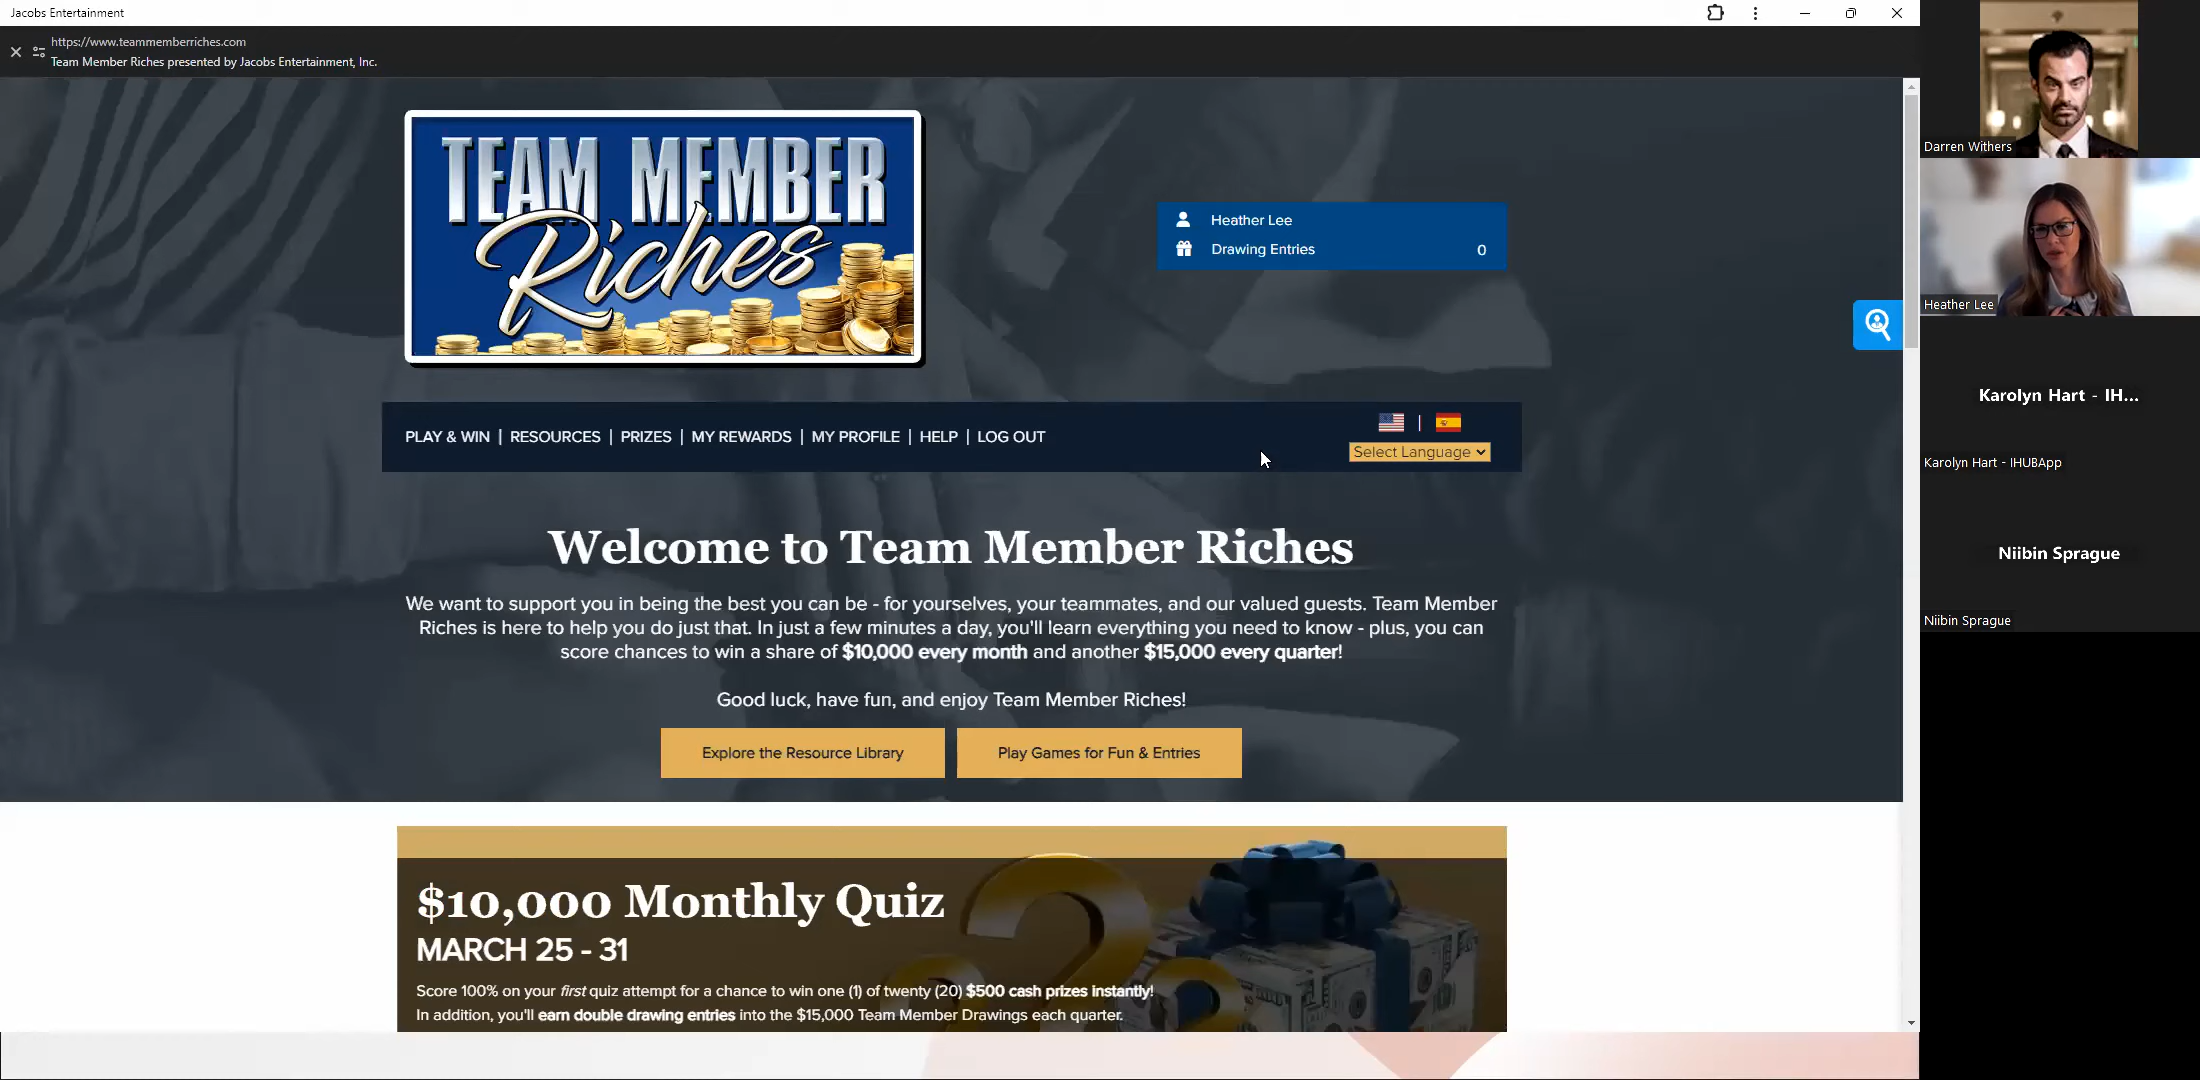 Jacobs Entertainment
https://www.teammemberriches.com
Team Member Riches presented by Jacobs Entertainment, Inc.
TEAM MEMBER
Riches
Heather Lee
Drawing Entries 0
PLAY & WIN | RESOURCES | PRIZES | MY REWARDS | MY PROFILE | HELP | LOG OUT
|
Select Language
Welcome to Team Member Riches
We want to support you in being the best you can be - for yourselves, your teammates, and our valued guests. Team Member
Riches is here to help you do just that. In just a few minutes a day, you'll learn everything you need to know - plus, you can
score chances to win a share of $10,000 every month and another $15,000 every quarter!
Good luck, have fun, and enjoy Team Member Riches!
Explore the Resource Library
Play Games for Fun & Entries
$10,000 Monthly Quiz
MARCH 25 - 31
Score 100% on your first quiz attempt for a chance to win one (1) of twenty (20) $500 cash prizes instantly!
In addition, you'll earn double drawing entries into the $15,000 Team Member Drawings each quarter.
Darren Withers
Heather Lee
Karolyn Hart - IH...
Karolyn Hart - IHUBApp
Niibin Sprague
Niibin Sprague